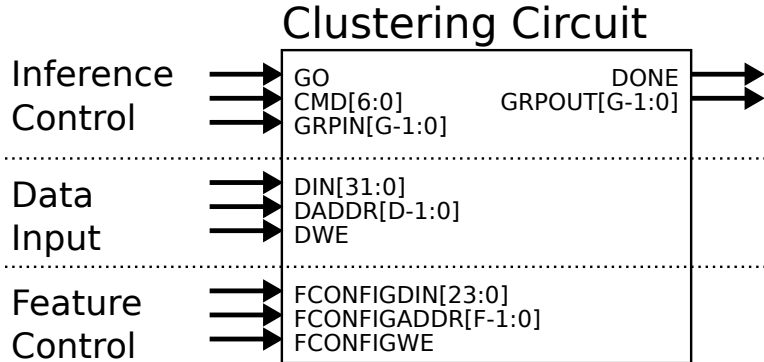 Clustering Circuit
Inference
Control
GO
CMD[6:0]
GRPIN[G-1:0]
DONE
GRPOUT[G-1:0]
Data
Input
DIN[31:0]
DADDR[D-1:0]
DWE
Feature
Control
FCONFIGDIN[23:0]
FCONFIGADDR[F-1:0]
FCONFIGWE